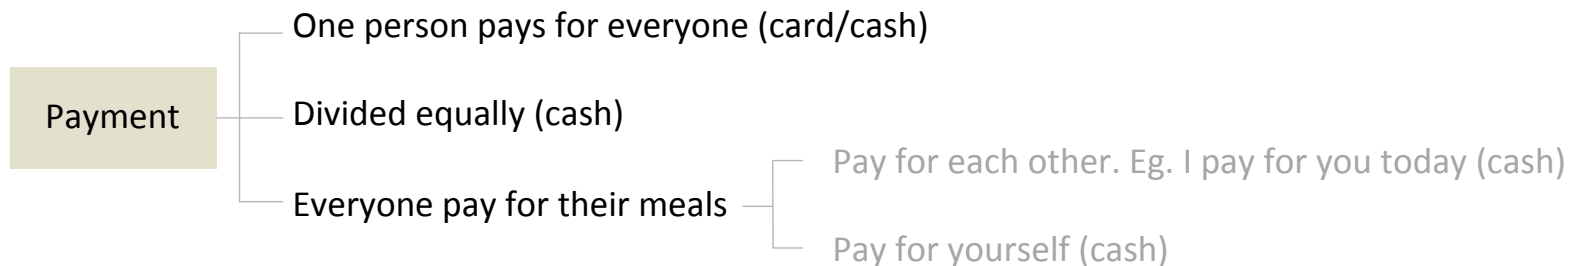 One person pays for everyone (card/cash)
Payment
Divided equally (cash)
Pay for each other. Eg. I pay for you today (cash)
Everyone pay for their meals
Pay for yourself (cash)